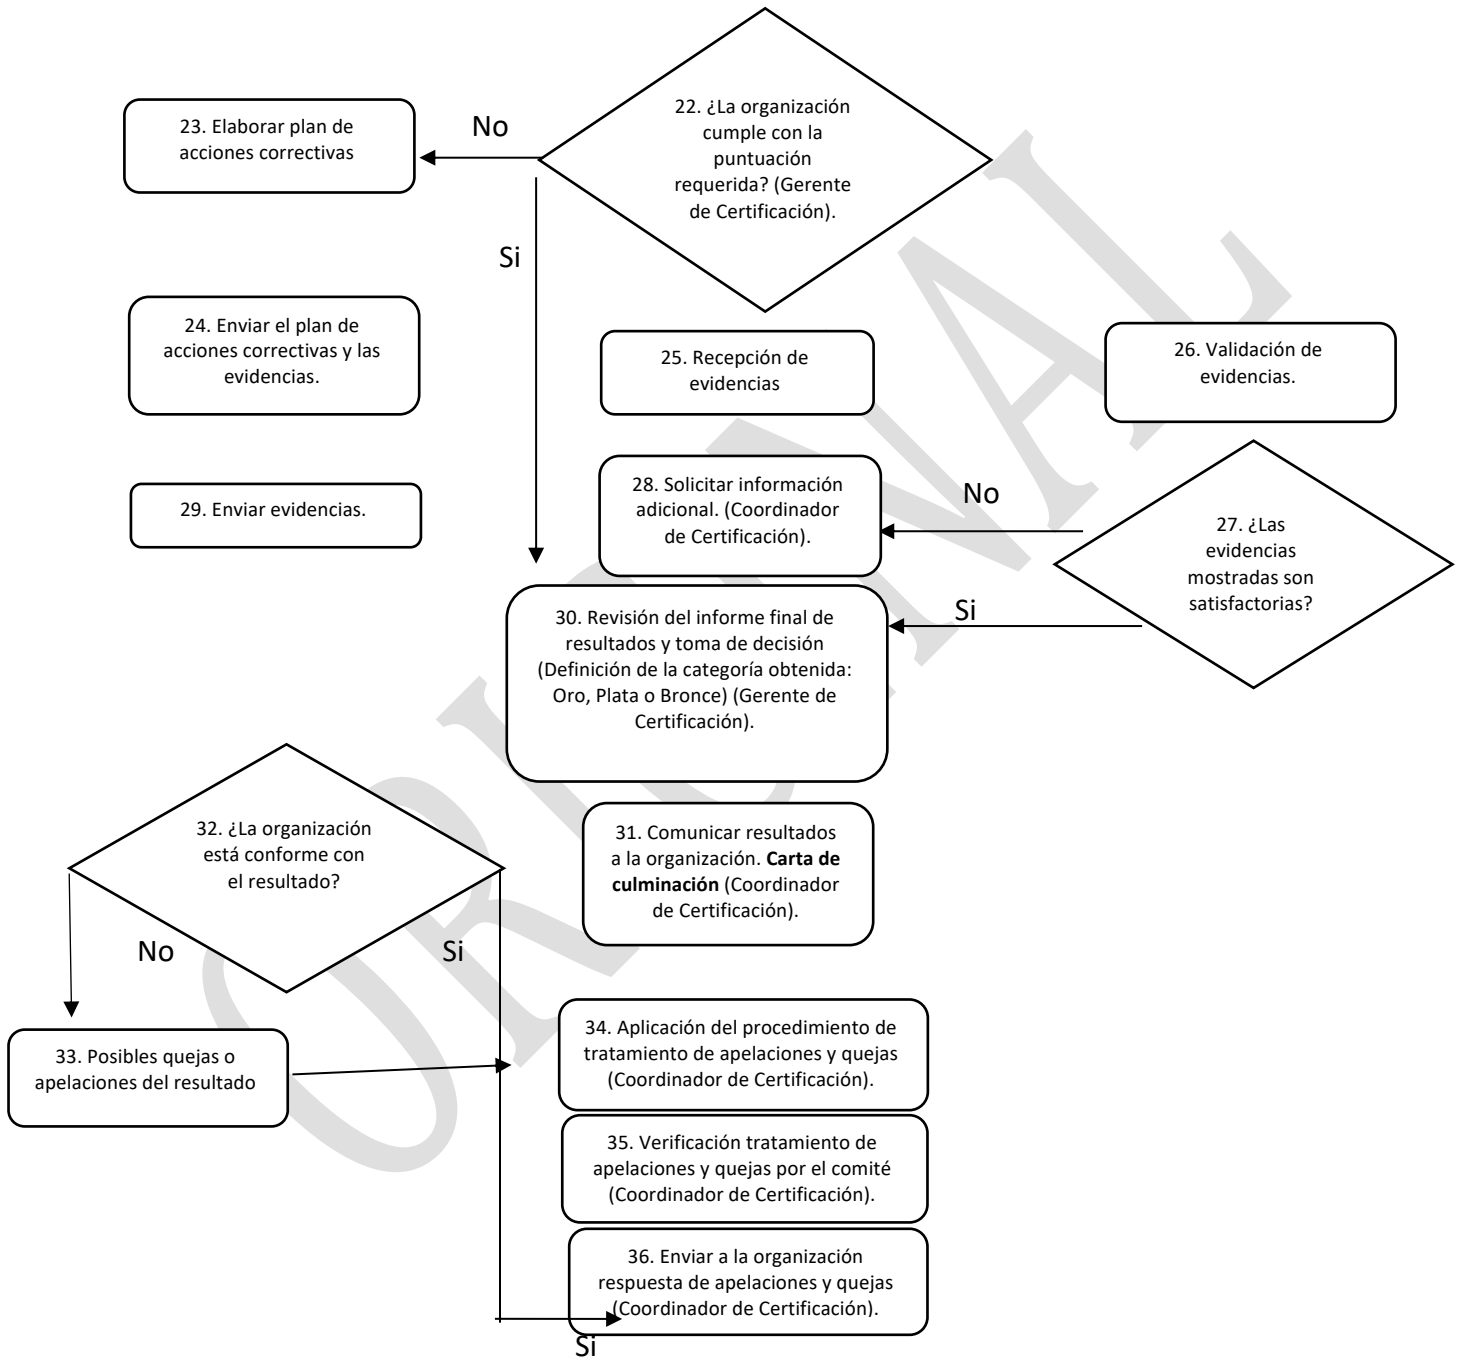 22. ¿La organización
cumple con la
puntuación
requerida? (Gerente
de Certificación).
No
23. Elaborar plan de
acciones correctivas
Si
24. Enviar el plan de
acciones correctivas y las
evidencias.
25. Recepción de
evidencias
26. Validación de
evidencias.
27. ¿Las
evidencias
mostradas son
satisfactorias?
No
28. Solicitar información
adicional. (Coordinador
de Certificación).
29. Enviar evidencias.
Si
30. Revisión del informe final de
resultados y toma de decisión
(Definición de la categoría obtenida:
Oro, Plata o Bronce) (Gerente de
Certificación).
31. Comunicar resultados
a la organización. Carta de
culminación (Coordinador
de Certificación).
32. ¿La organización
está conforme con
el resultado?
No
Si
33. Posibles quejas o
apelaciones del resultado
34. Aplicación del procedimiento de
tratamiento de apelaciones y quejas
(Coordinador de Certificación).
35. Verificación tratamiento de
apelaciones y quejas por el comité
(Coordinador de Certificación).
36. Enviar a la organización
respuesta de apelaciones y quejas
(Coordinador de Certificación).
Si
ORIGINAL